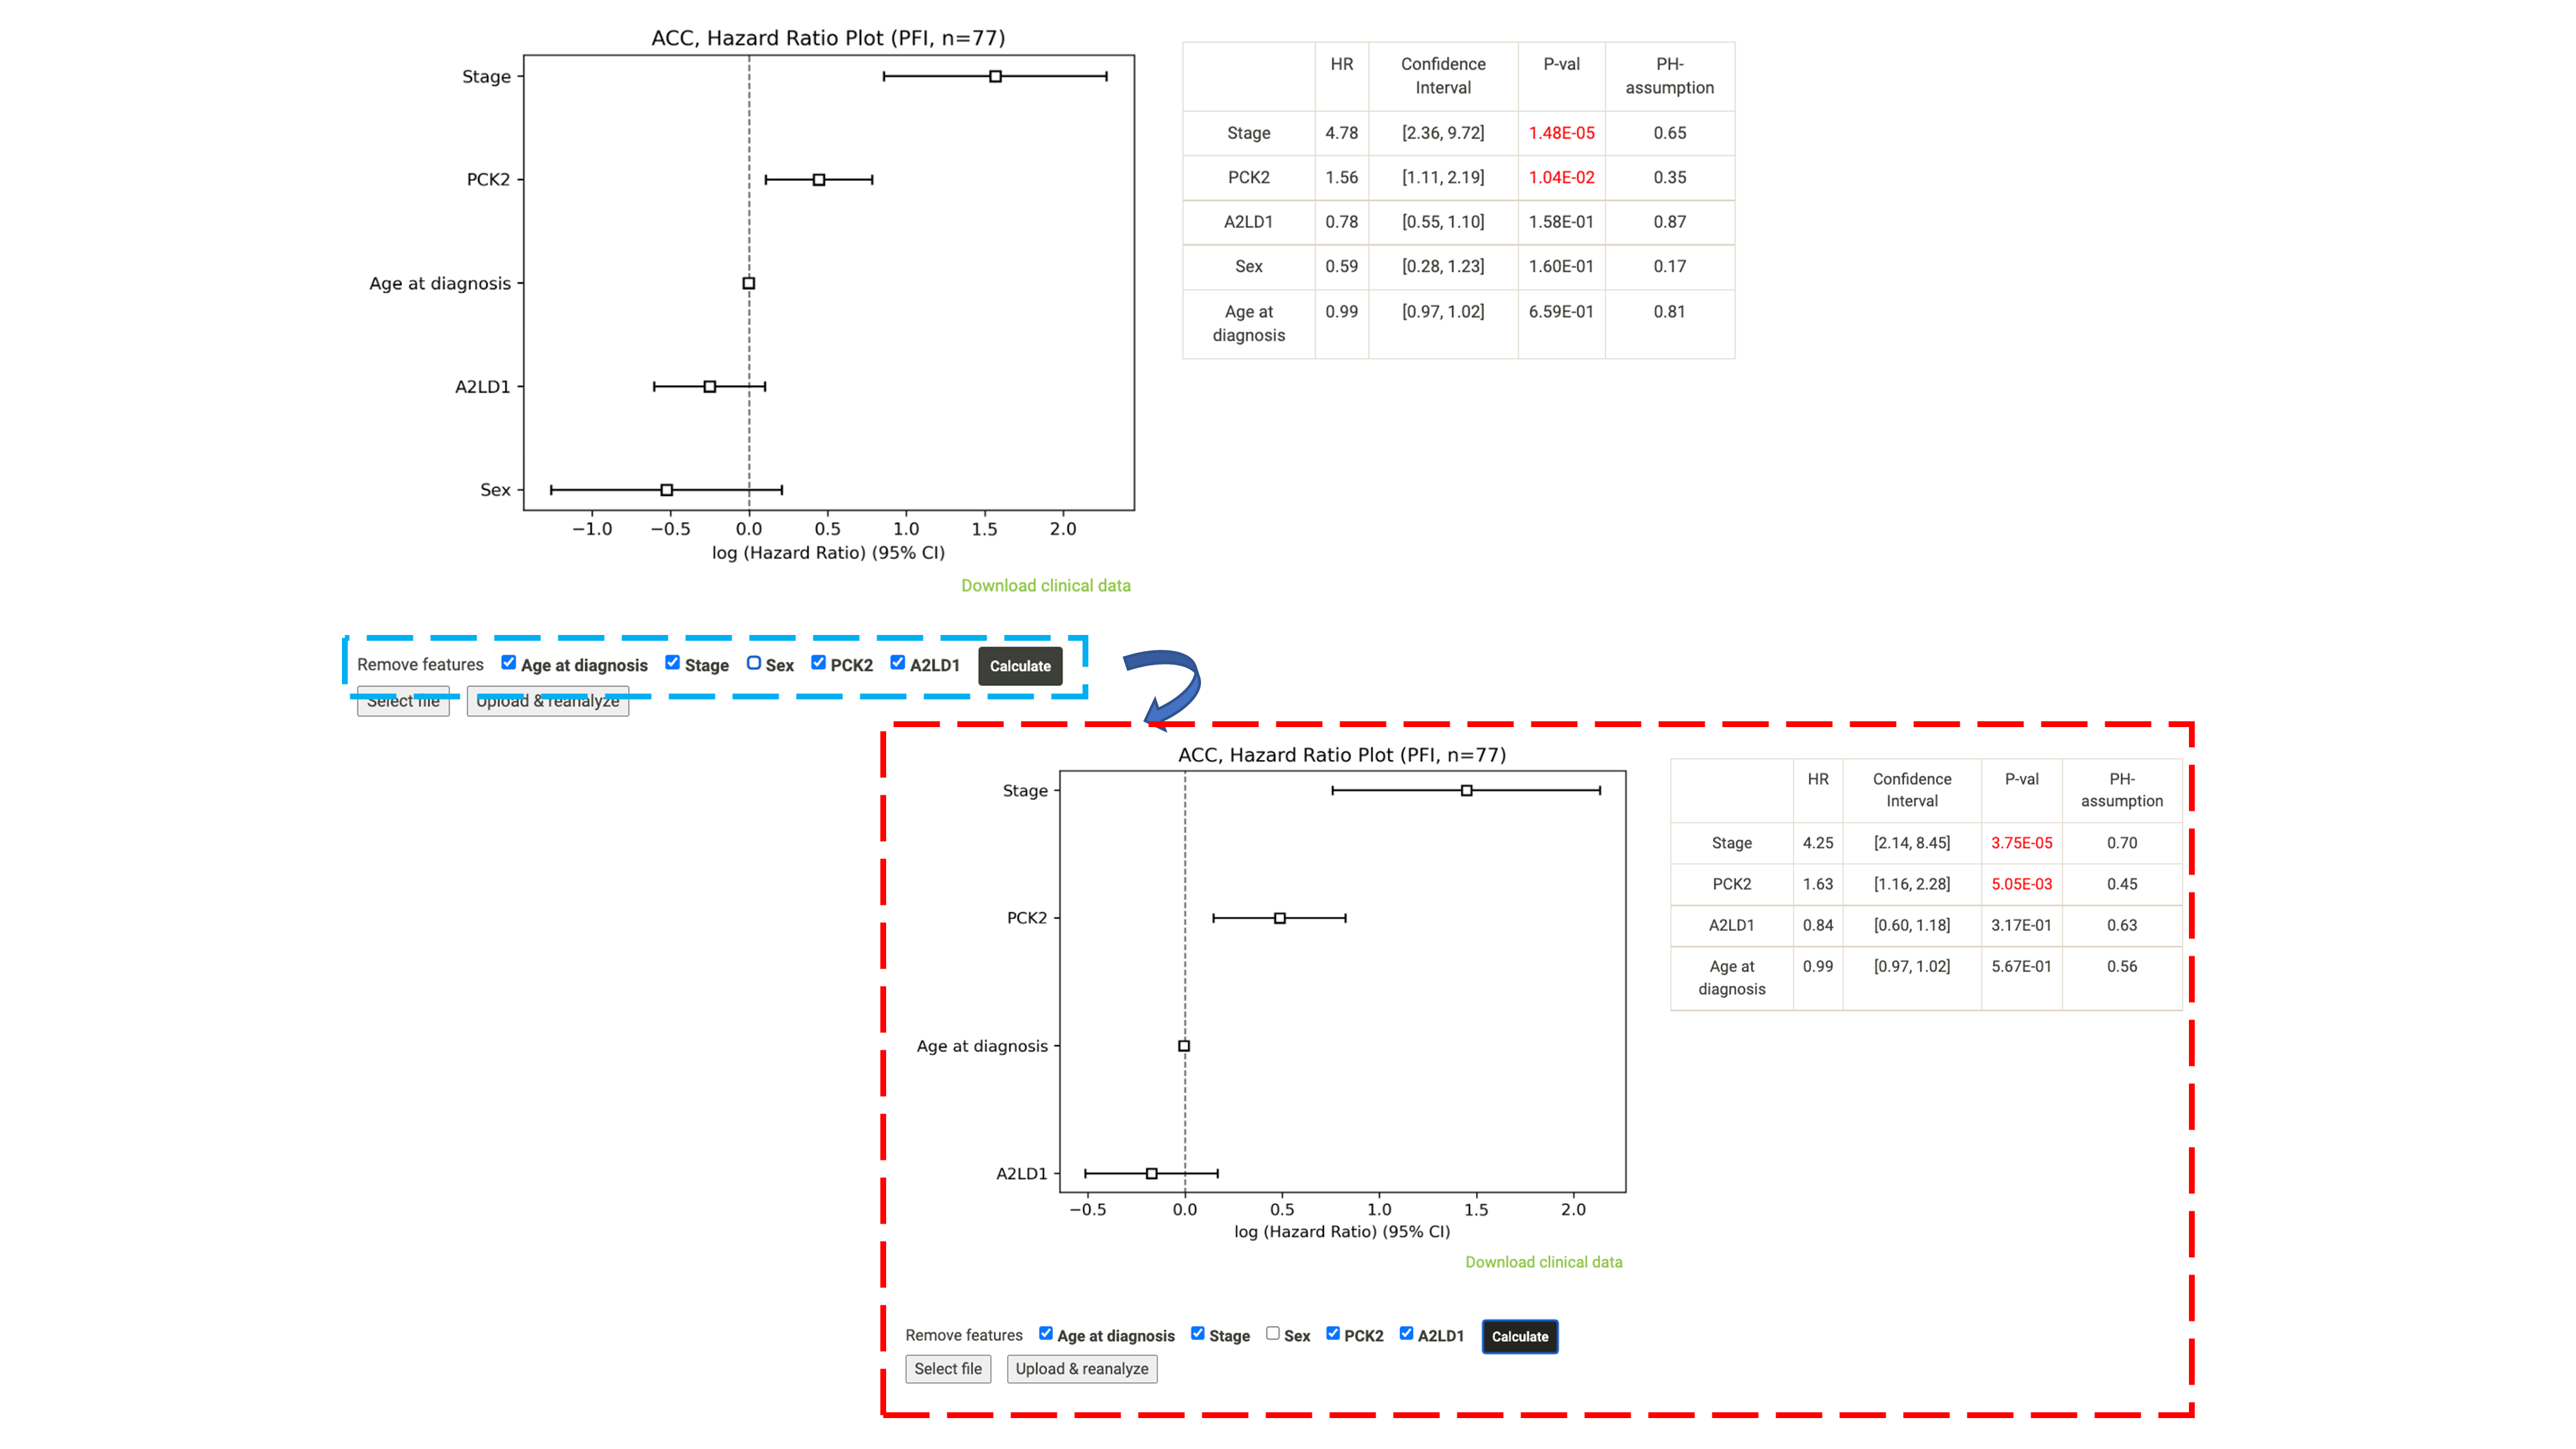 ACC, Hazard Ratio Plot (PFI, n=77)
Stage
PCK2
Age at diagnosis
A2LD1
Sex
−1.0 −0.5 0.0 0.5 1.0 1.5 2.0
log (Hazard Ratio) (95% CI)
Download clinical data
HR Confidence P-val PH-
Interval assumption
Stage 4.78 [2.36, 9.72] 1.48E-05 0.65
PCK2 1.56 [1.11, 2.19] 1.04E-02 0.35
A2LD1 0.78 [0.55, 1.10] 1.58E-01 0.87
Sex 0.59 [0.28, 1.23] 1.60E-01 0.17
Age at 0.99 [0.97, 1.02] 6.59E-01 0.81
diagnosis
Remove features Age at diagnosis Stage Sex PCK2 A2LD1 Calculate
Select file Upload & reanalyze
ACC, Hazard Ratio Plot (PFI, n=77)
Stage
PCK2
Age at diagnosis
A2LD1
−0.5 0.0 0.5 1.0 1.5 2.0
log (Hazard Ratio) (95% CI)
Download clinical data
HR Confidence P-val PH-
Interval assumption
Stage 4.25 [2.14, 8.45] 3.75E-05 0.70
PCK2 1.63 [1.16, 2.28] 5.05E-03 0.45
A2LD1 0.84 [0.60, 1.18] 3.17E-01 0.63
Age at 0.99 [0.97, 1.02] 5.67E-01 0.56
diagnosis
Remove features Age at diagnosis Stage Sex PCK2 A2LD1 Calculate
Select file Upload & reanalyze